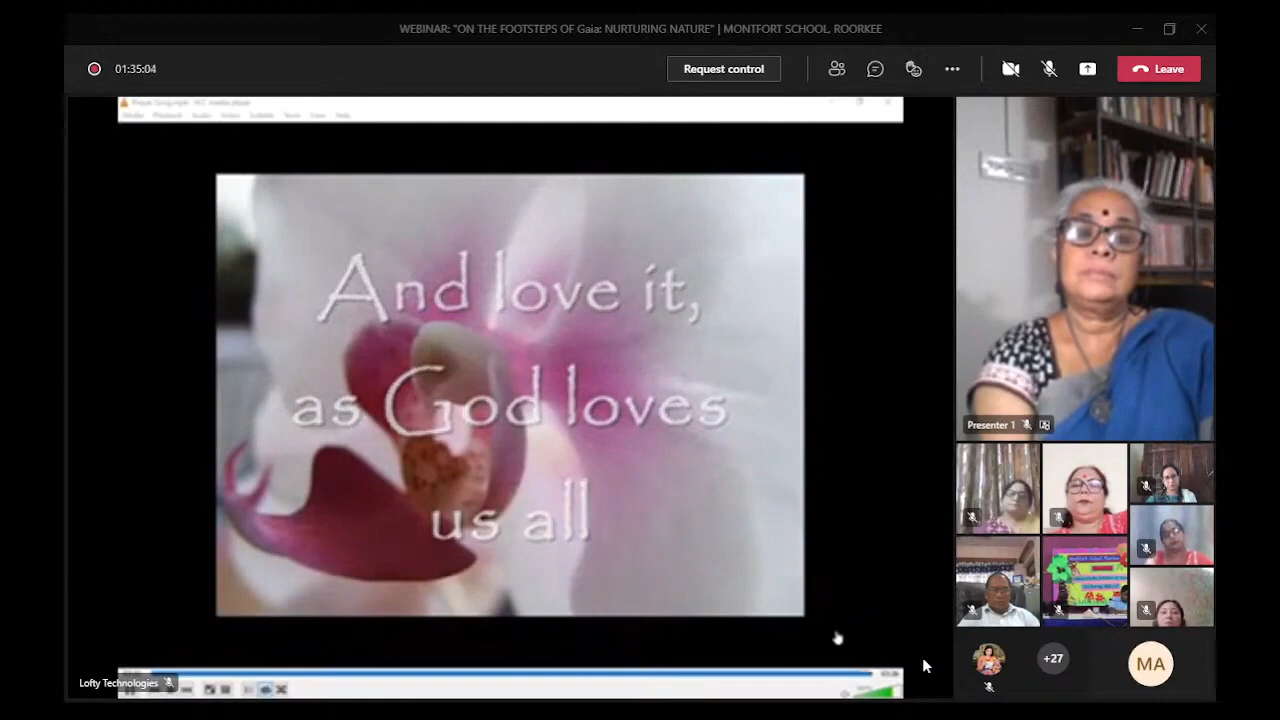 WEBINAR: "ON THE FOOTSTEPS OF Gaia: NURTURING NATURE" | MONTFORT SCHOOL, ROORKEE
01:35:04
Request control
Leave
And love it,
as God loves
us all
Presenter 1
+27
MA
Lofty Technologies